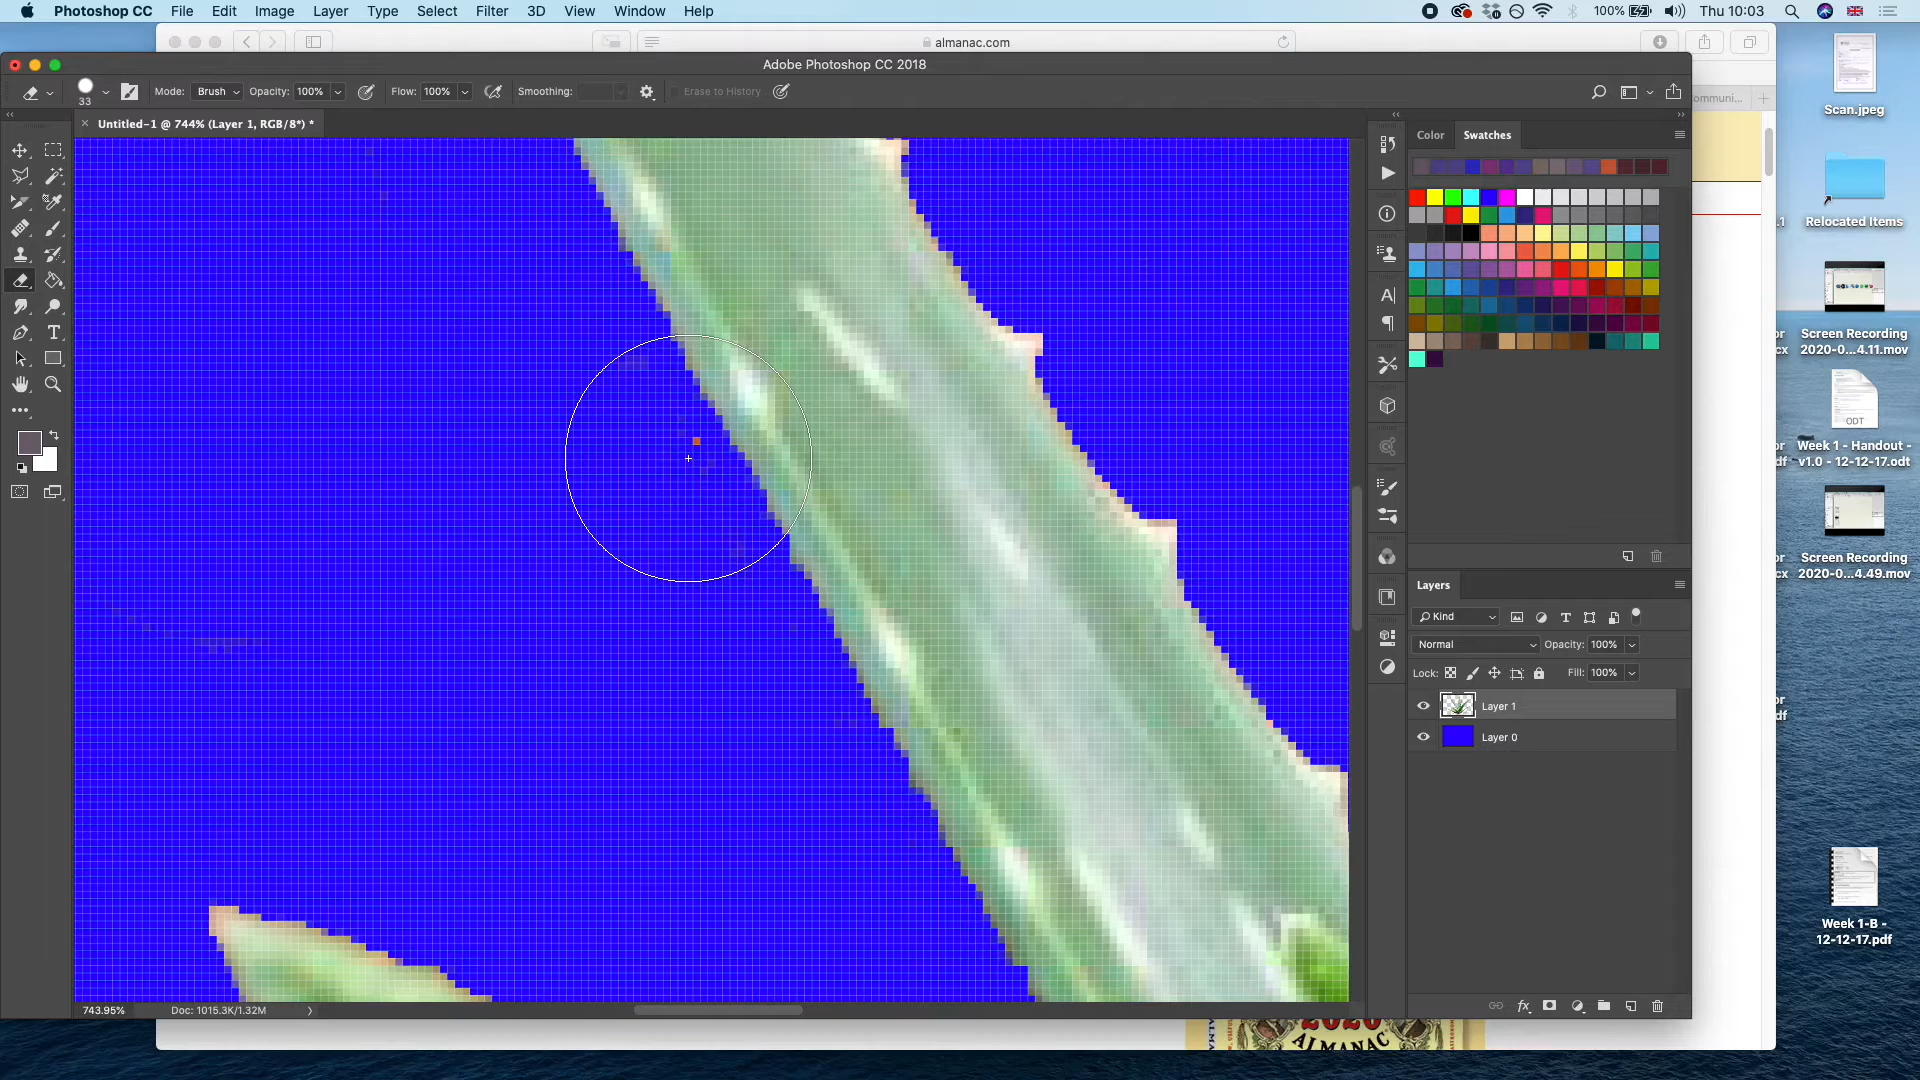 Photoshop CC File Edit Image Layer Type Select Filter 3D View Window Help
100% Thu 10:03
almanac.com
Adobe Photoshop CC 2018
33 Mode: Brush Opacity: 100% Flow: 100% Smoothing: Erase to History
Untitled-1 @ 744% (Layer 1, RGB/8*) *
Color Swatches
Layers
Kind
Normal Opacity: 100%
Lock: Fill: 100%
Layer 1
Layer 0
743.95% Doc: 1015.3K/1.32M
Scan.jpeg
Relocated Items
Screen Recording
2020-0...4.11.mov
ODT
Week 1 - Handout -
v1.0 - 12-12-17.odt
Screen Recording
2020-0...4.49.mov
Week 1-B -
12-12-17.pdf
2020
ALMANAC